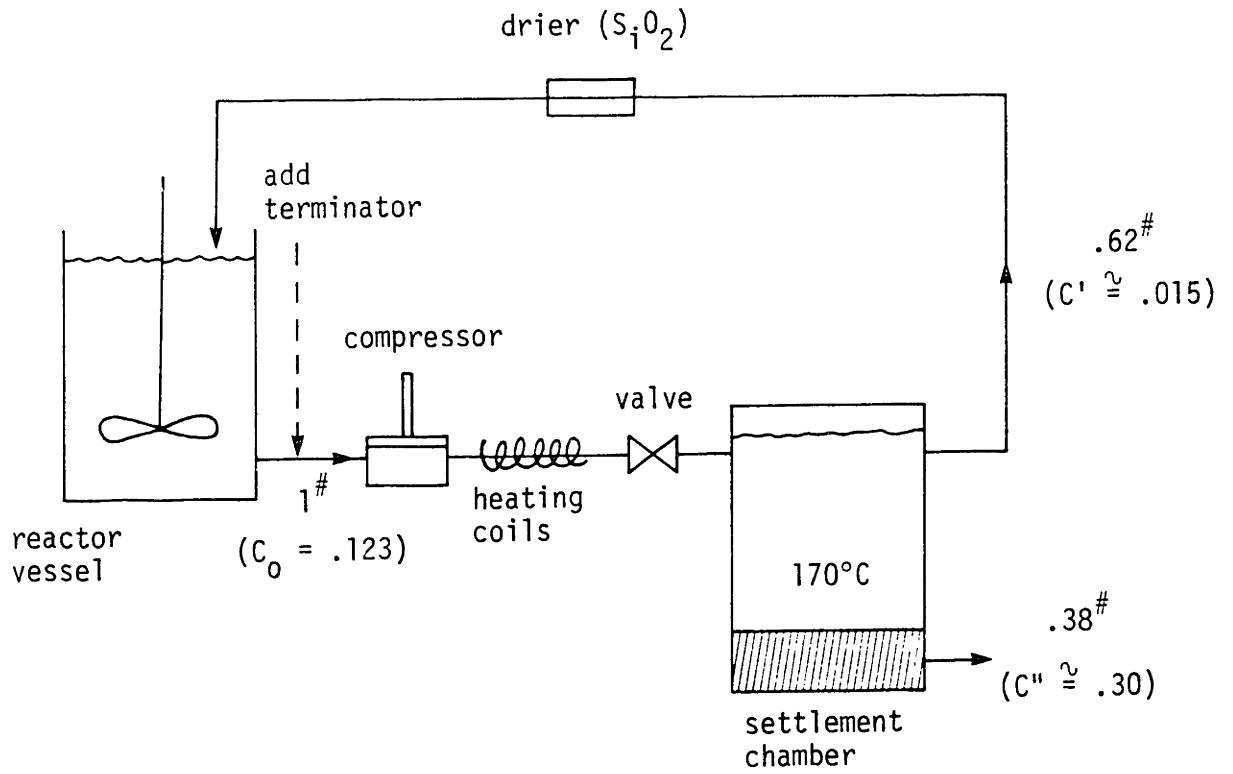 drier (SiO2)
add
terminator
.62#
(C' ≅ .015)
compressor
valve
1#
(Co = .123)
heating
coils
reactor
vessel
170°C
.38#
(C" ≅ .30)
settlement
chamber